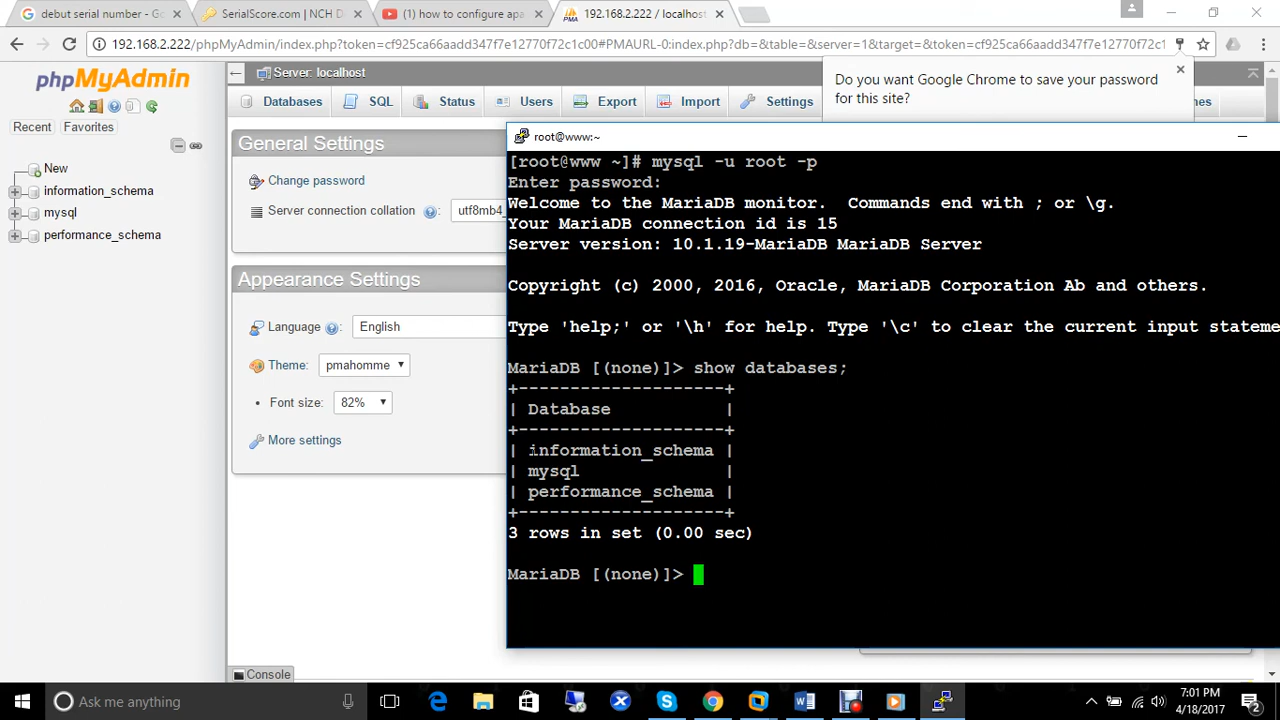 debut serial number - Go
SerialScore.com | NCH D
(1) how to configure apa
192.168.2.222 / localhos
192.168.2.222/phpMyAdmin/index.php?token=cf925ca66aadd347f7e12770f72c1c00#PMAURL-0:index.php?db=&table=&server=1&target=&token=cf925ca66aadd347f7e12770f72c1
phpMyAdmin
Recent
Favorites
New
information_schema
mysql
performance_schema
Server: localhost
Databases
SQL
Status
Users
Export
Import
Settings
Do you want Google Chrome to save your password
for this site?
General Settings
Change password
Server connection collation
utf8mb4_
Appearance Settings
Language
:
English
Theme:
pmahomme
Font size:
82%
More settings
Console
root@www:~
[root@www ~]# mysql -u root -p
Enter password:
Welcome to the MariaDB monitor.  Commands end with ; or \g.
Your MariaDB connection id is 15
Server version: 10.1.19-MariaDB MariaDB Server
Copyright (c) 2000, 2016, Oracle, MariaDB Corporation Ab and others.
Type 'help;' or '\h' for help. Type '\c' to clear the current input stateme
MariaDB [(none)]> show databases;
+--------------------+
| Database           |
+--------------------+
| information_schema |
| mysql              |
| performance_schema |
+--------------------+
3 rows in set (0.00 sec)
MariaDB [(none)]>
Ask me anything
7:01 PM
4/18/2017